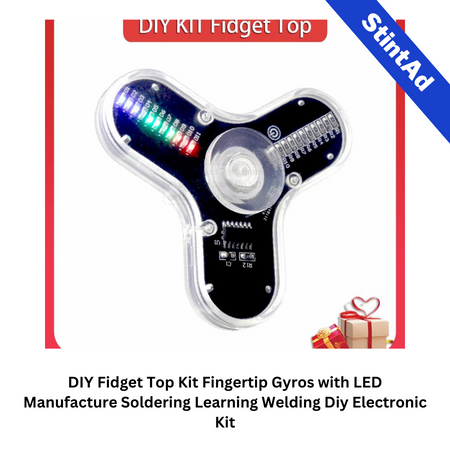 DIY KIT Fidget Top
StintAd
DIY Fidget Top Kit Fingertip Gyros with LED
Manufacture Soldering Learning Welding Diy Electronic
Kit